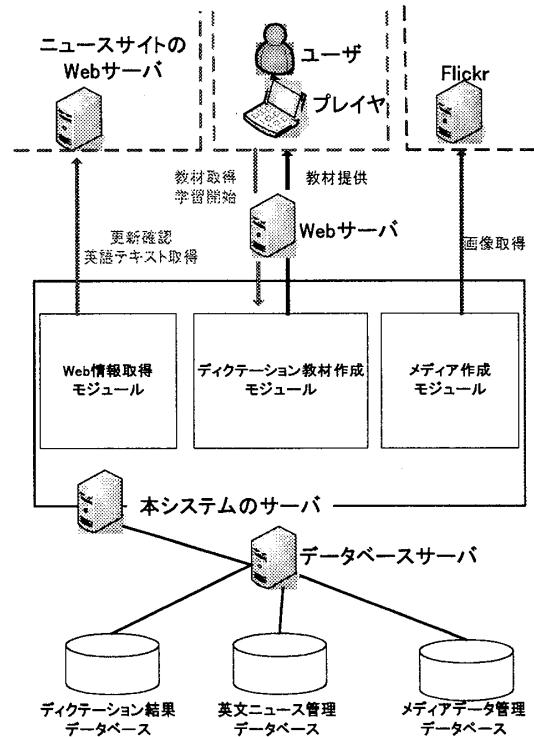 ニュースサイトの
Webサーバ
ユーザ
プレイヤ
Flickr
教材取得
学習開始
教材提供
Webサーバ
更新確認
英語テキスト取得
画像取得
Web情報取得
モジュール
ディクテーション教材作成
モジュール
メディア作成
モジュール
本システムのサーバ
データベースサーバ
ディクテーション結果
データベース
英文ニュース管理
データベース
メディアデータ管理
データベース